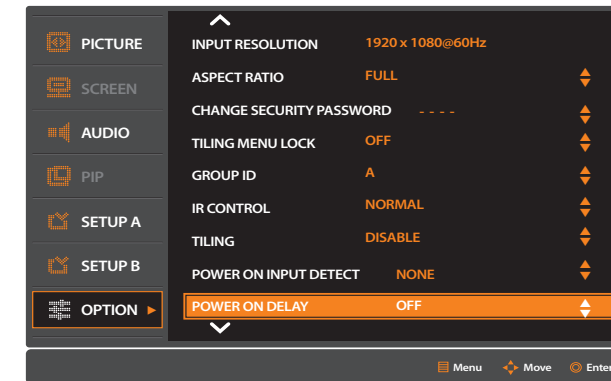 PICTURE
SCREEN
AUDIO
PIP
SETUP A
SETUP B
OPTION
INPUT RESOLUTION 1920 x 1080@60Hz
ASPECT RATIO FULL
CHANGE SECURITY PASSWORD - - - -
TILING MENU LOCK OFF
GROUP ID A
IR CONTROL NORMAL
TILING DISABLE
POWER ON INPUT DETECT NONE
POWER ON DELAY OFF
Menu Move Enter